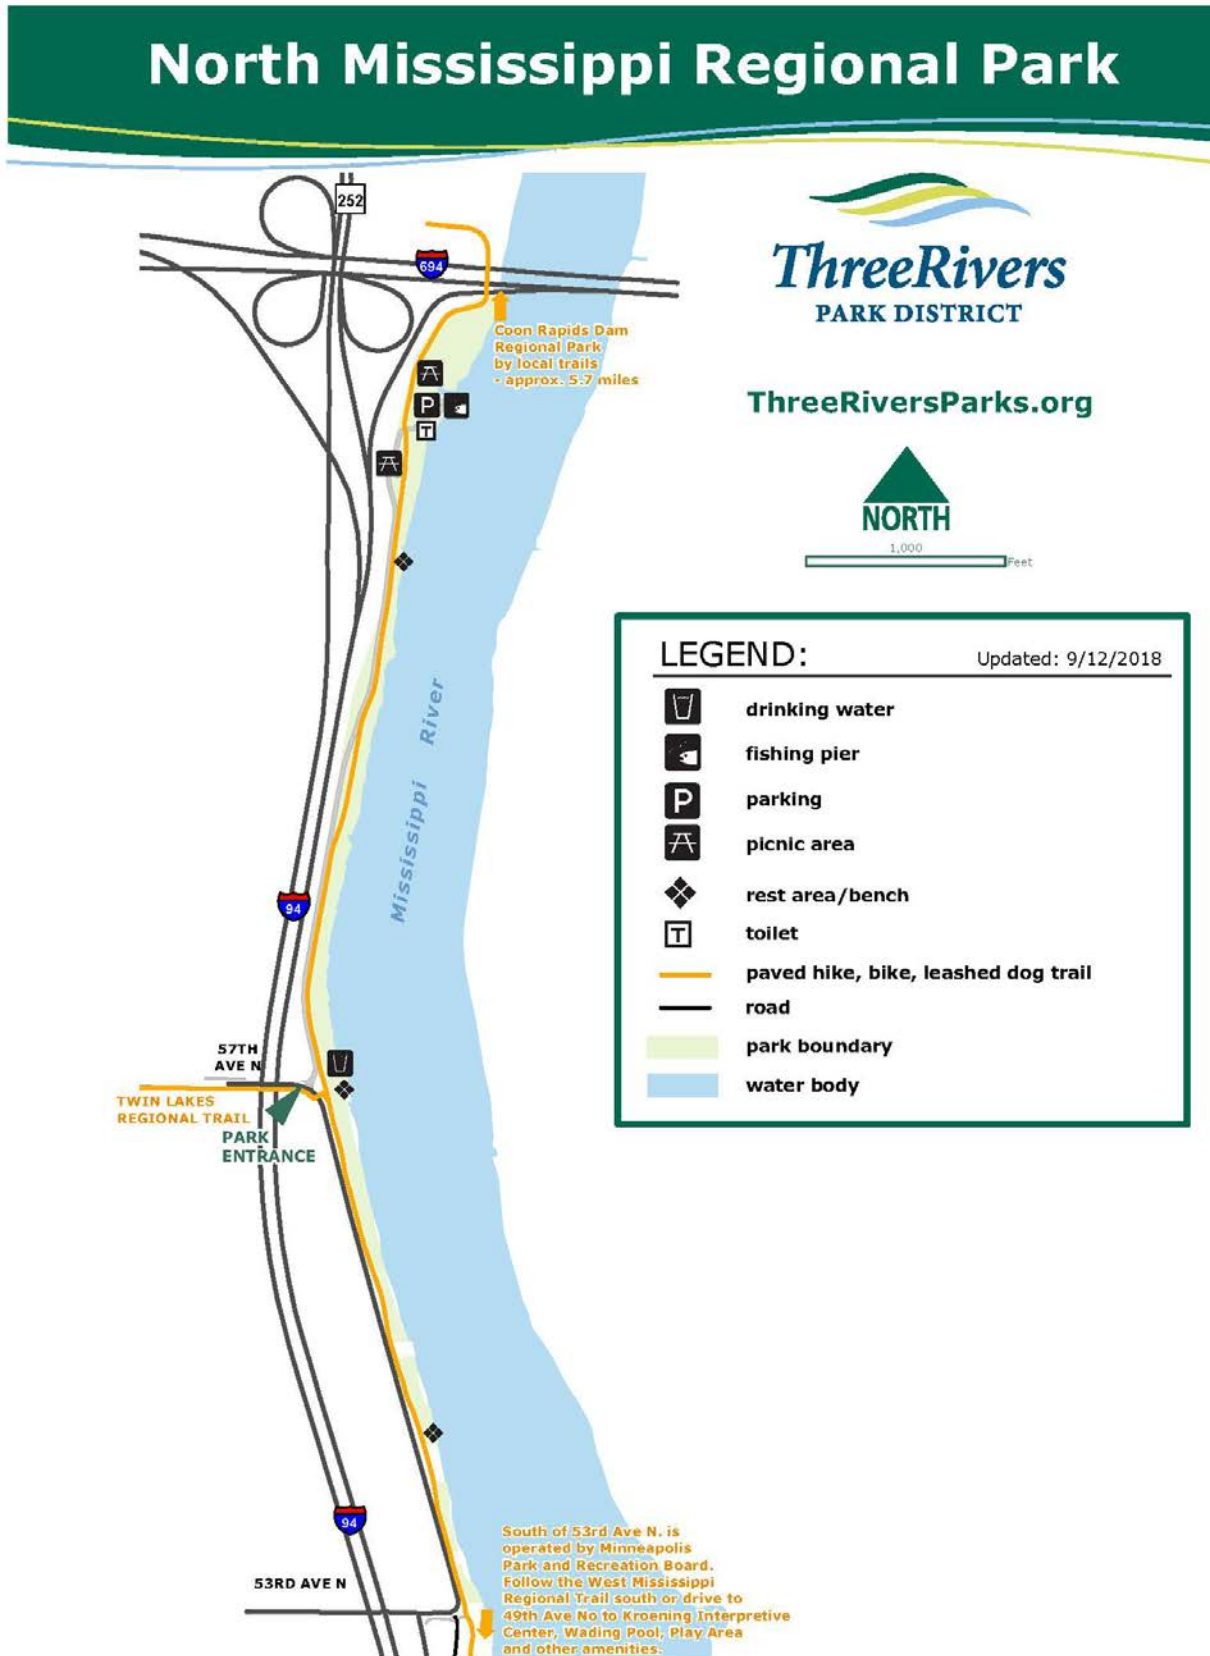 North Mississippi Regional Park
252
694
ThreeRivers
PARK DISTRICT
Coon Rapids Dam
Regional Park
by local trails
- approx. 5.7 miles
ThreeRiversParks.org
P
T
NORTH
1,000
Feet
LEGEND:
Updated: 9/12/2018
drinking water
fishing pier
P
parking
picnic area
rest area/bench
T
toilet
paved hike, bike, leashed dog trail
road
park boundary
water body
Mississippi River
94
57TH
AVE N
TWIN LAKES
REGIONAL TRAIL
PARK
ENTRANCE
94
53RD AVE N
South of 53rd Ave N. is
operated by Minneapolis
Park and Recreation Board.
Follow the West Mississippi
Regional Trail south or drive to
49th Ave No to Kroening Interpretive
Center, Wading Pool, Play Area
and other amenities.